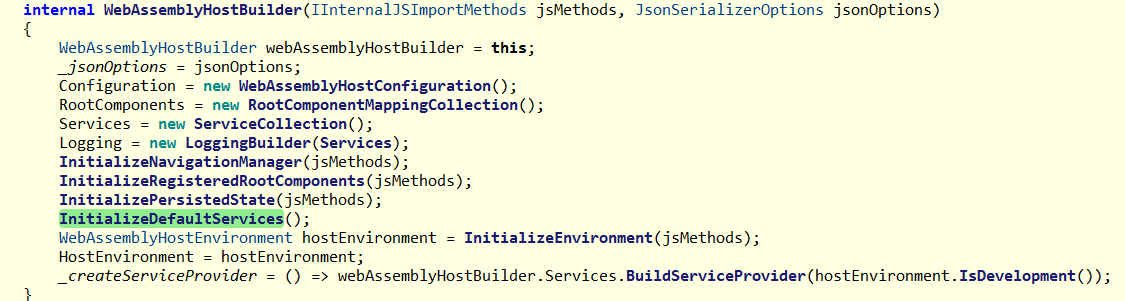 internal WebAssemblyHostBuilder(IInternalJSImportMethods jsMethods, JsonSerializerOptions jsonOptions)
{
    WebAssemblyHostBuilder webAssemblyHostBuilder = this;
    _jsonOptions = jsonOptions;
    Configuration = new WebAssemblyHostConfiguration();
    RootComponents = new RootComponentMappingCollection();
    Services = new ServiceCollection();
    Logging = new LoggingBuilder(Services);
    InitializeNavigationManager(jsMethods);
    InitializeRegisteredRootComponents(jsMethods);
    InitializePersistedState(jsMethods);
    InitializeDefaultServices();
    WebAssemblyHostEnvironment hostEnvironment = InitializeEnvironment(jsMethods);
    HostEnvironment = hostEnvironment;
    _createServiceProvider = () => webAssemblyHostBuilder.Services.BuildServiceProvider(hostEnvironment.IsDevelopment());
}